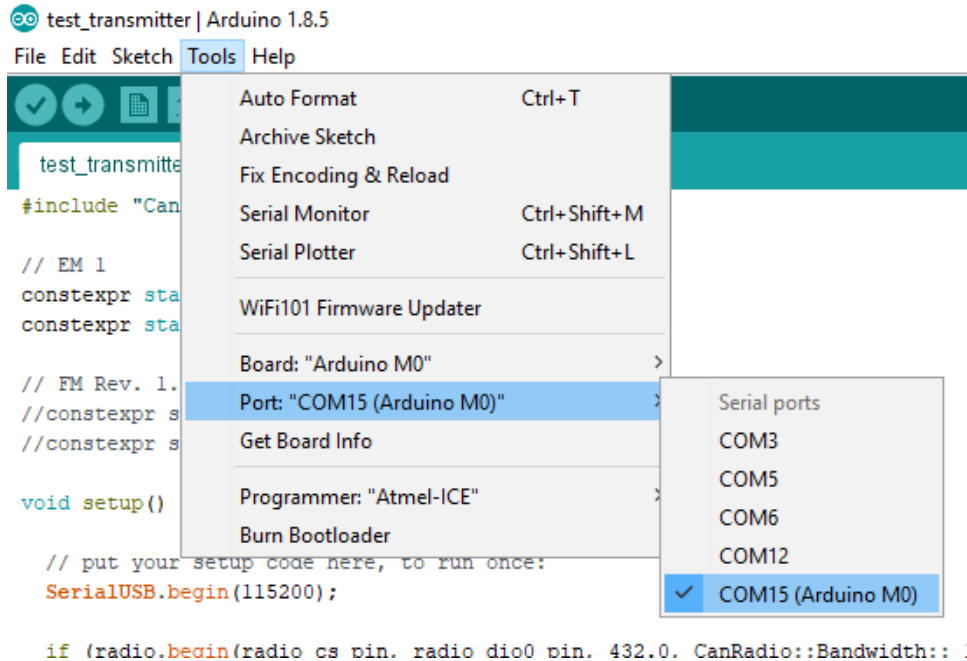 test_transmitter | Arduino 1.8.5
File Edit Sketch Tools Help
Auto Format Ctrl+T
Archive Sketch
test_transmitte
Fix Encoding & Reload
#include "Can
Serial Monitor Ctrl+Shift+M
Serial Plotter Ctrl+Shift+L
// EM 1
constexpr sta
WiFi101 Firmware Updater
constexpr sta
Board: "Arduino M0"
// FM Rev. 1.
Port: "COM15 (Arduino M0)"
Serial ports
//constexpr s
Get Board Info
COM3
//constexpr s
COM5
void setup()
Programmer: "Atmel-ICE"
COM6
Burn Bootloader
COM12
// put your setup code here, to run once:
SerialUSB.begin(115200);
COM15 (Arduino M0)
if (radio.begin(radio_cs_pin, radio_dio0_pin, 432.0, CanRadio::Bandwidth::